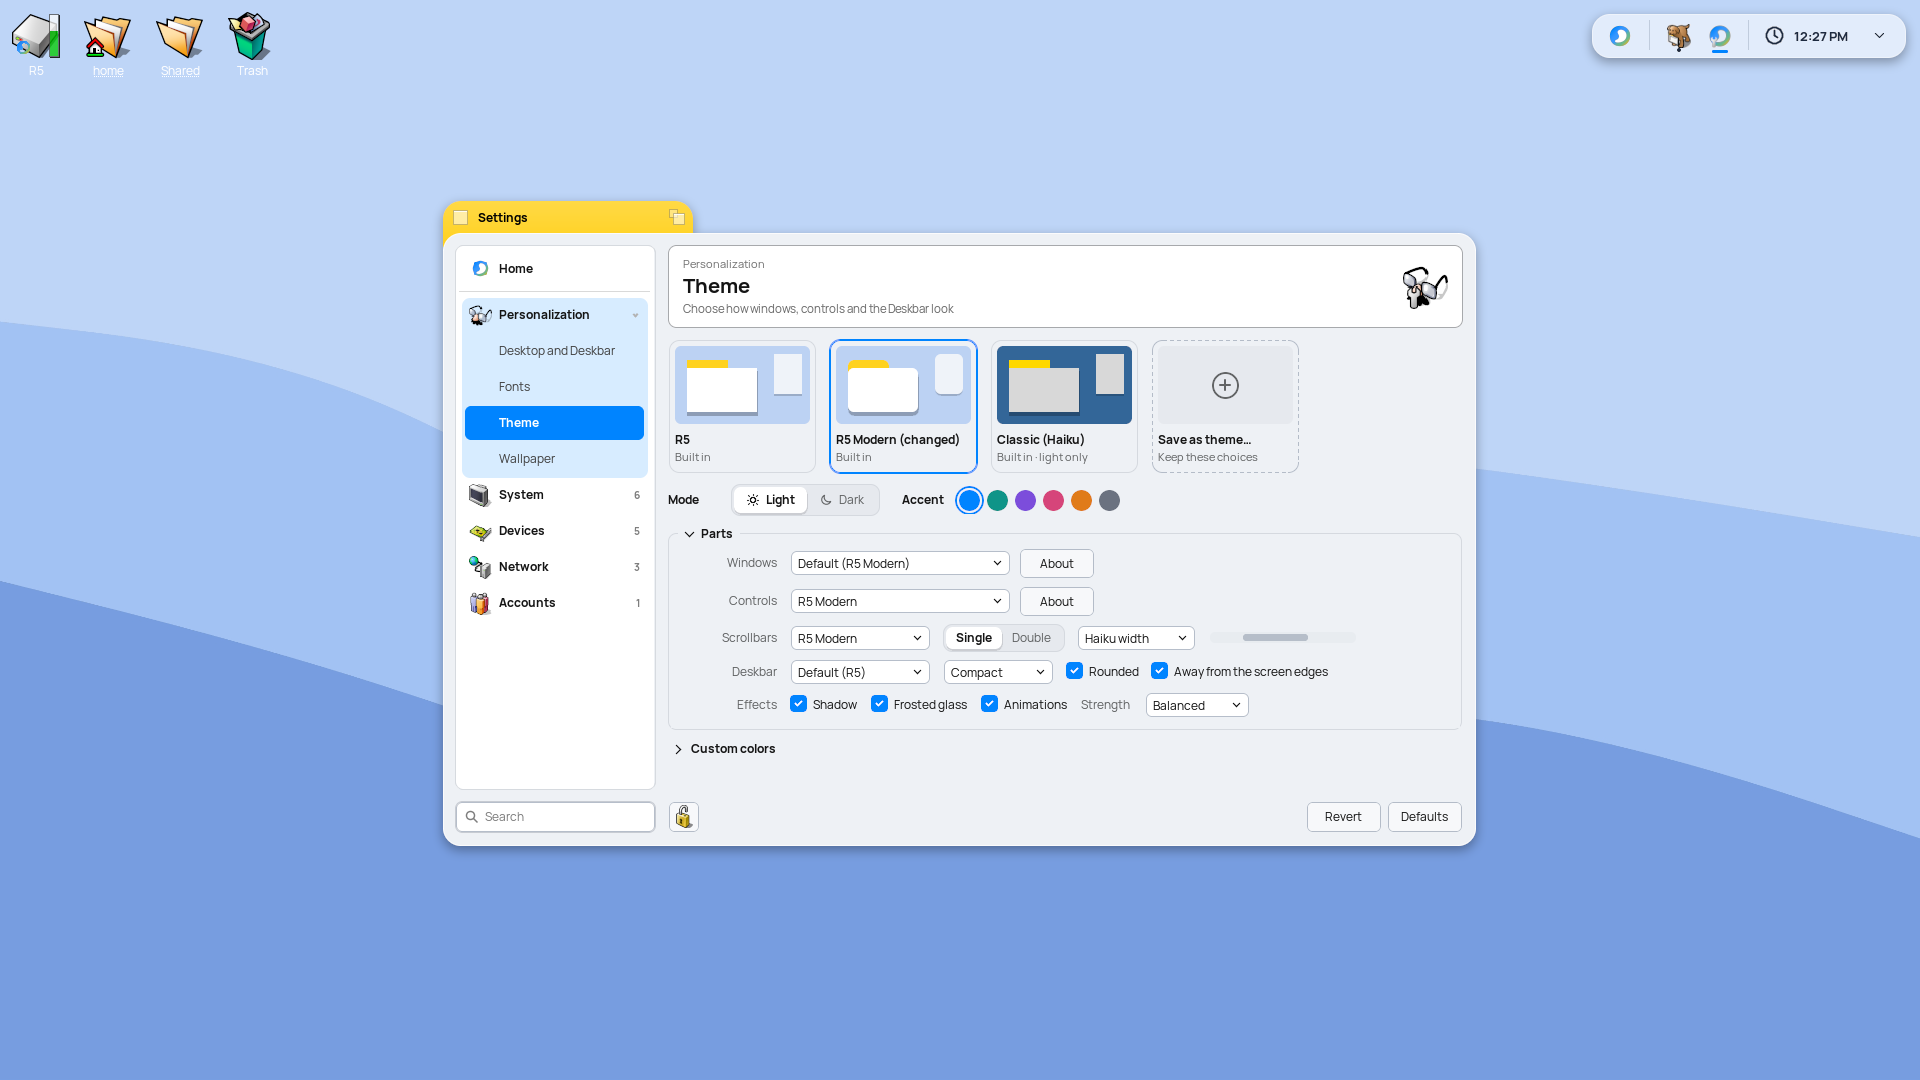 R5
home
Shared
Trash
12:27 PM
Settings
Home
Personalization
Desktop and Deskbar
Fonts
Theme
Wallpaper
System 6
Devices 5
Network 3
Accounts 1
Search
Personalization
Theme
Choose how windows, controls and the Deskbar look
R5
Built in
R5 Modern (changed)
Built in
Classic (Haiku)
Built in · light only
Save as theme...
Keep these choices
Mode Light Dark Accent
Parts
Windows Default (R5 Modern) About
Controls R5 Modern About
Scrollbars R5 Modern Single Double Haiku width
Deskbar Default (R5) Compact Rounded Away from the screen edges
Effects Shadow Frosted glass Animations Strength Balanced
Custom colors
Revert Defaults